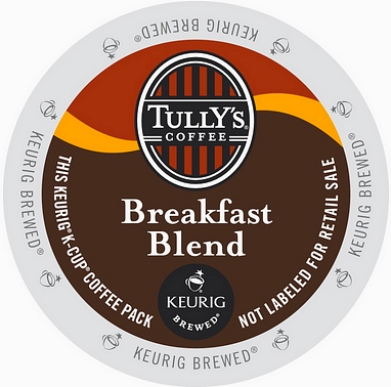 KEURIG BREWED®
KEURIG BREWED®
KEURIG BREWED®
KEURIG BREWED®
TULLY'S
COFFEE
Breakfast
Blend
THIS KEURIG® K-CUP® COFFEE PACK
NOT LABELED FOR RETAIL SALE
KEURIG
BREWED®